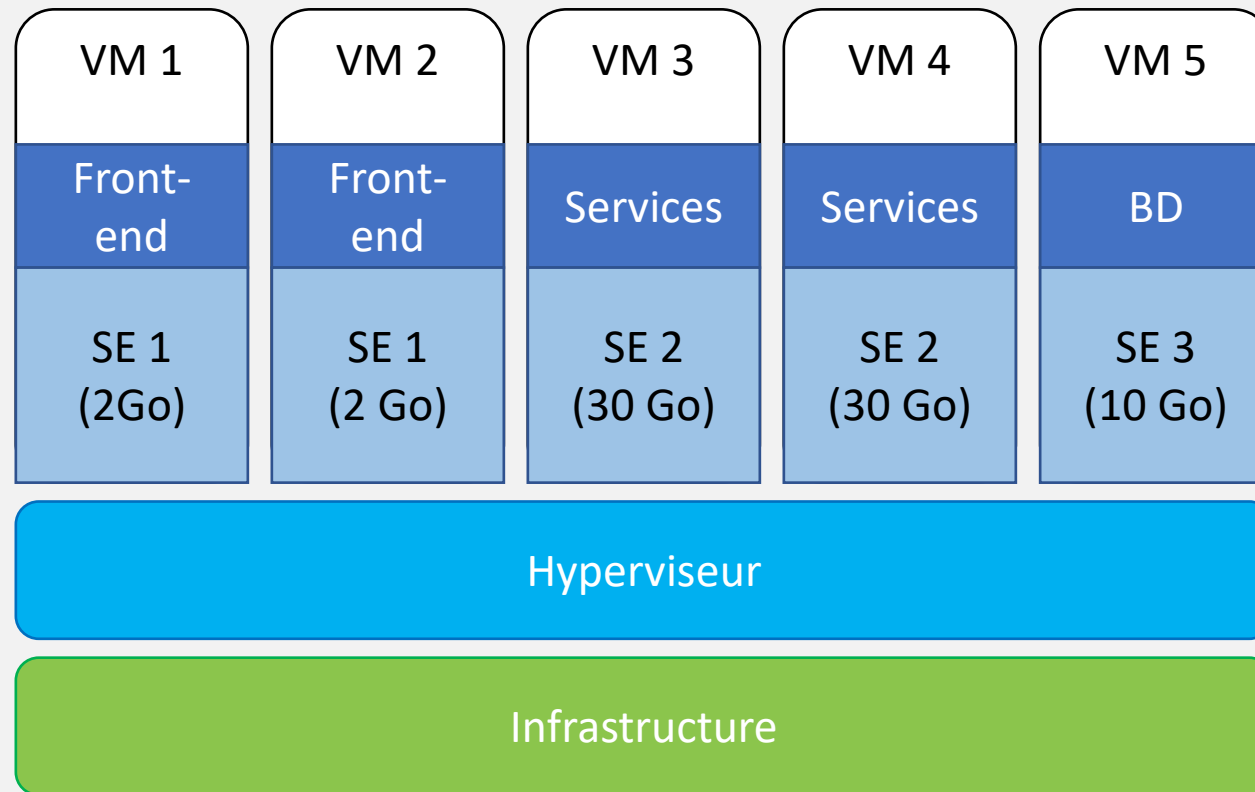 VM 1
VM 2
VM 3
VM 4
VM 5
Front-
end
Front-
end
Services
Services
BD
SE 1
(2Go)
SE 1
(2 Go)
SE 2
(30 Go)
SE 2
(30 Go)
SE 3
(10 Go)
Hyperviseur
Infrastructure